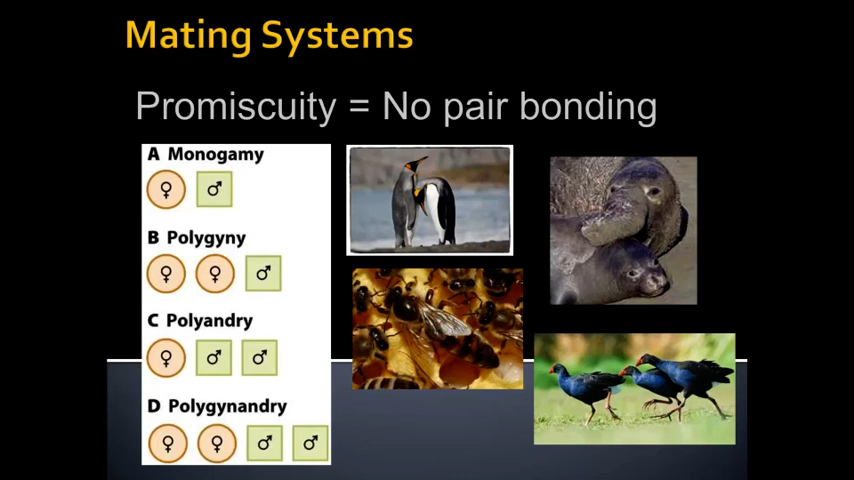 Mating Systems
Promiscuity = No pair bonding
A Monogamy
♀ ♂
B Polygyny
♀ ♀ ♂
C Polyandry
♀ ♂ ♂
D Polygynandry
♀ ♀ ♂ ♂